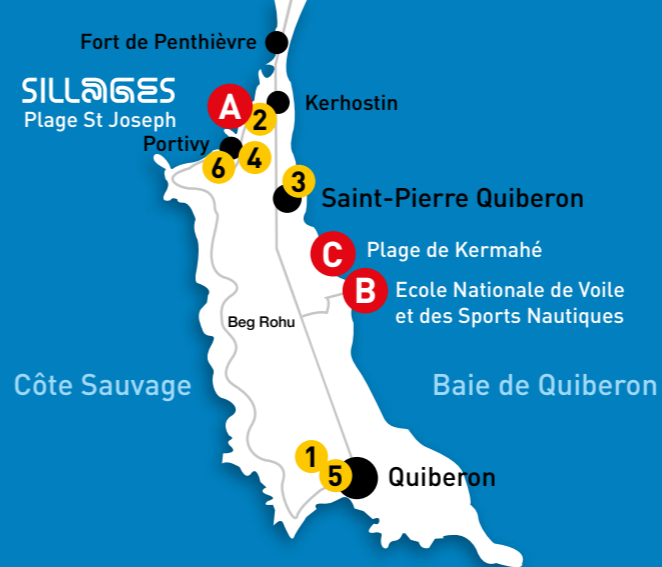 Fort de Penthièvre
SILLAGES
Plage St Joseph
A
2
Kerhostin
Portivy
6
4
3
Saint-Pierre Quiberon
C
Plage de Kermahé
B
Ecole Nationale de Voile
et des Sports Nautiques
Beg Rohu
Côte Sauvage
Baie de Quiberon
1
5
Quiberon